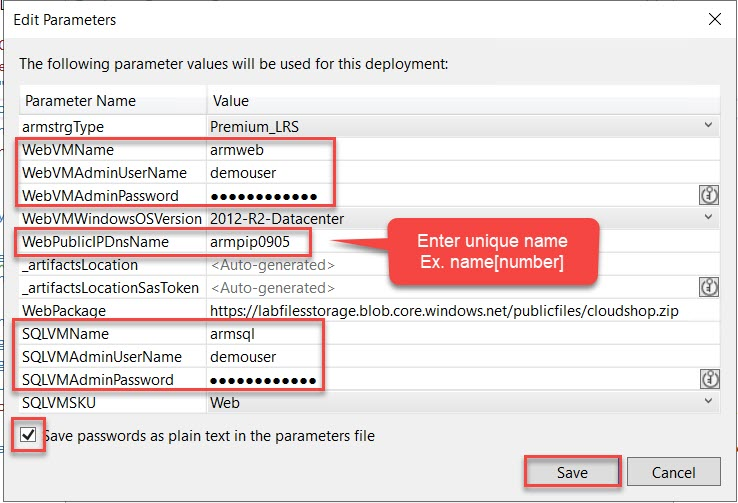 Edit Parameters
The following parameter values will be used for this deployment:
Parameter Name Value
armstrgType Premium_LRS
WebVMName armweb
WebVMAdminUserName demouser
WebVMAdminPassword ●●●●●●●●●●●●
WebVMWindowsOSVersion 2012-R2-Datacenter
WebPublicIPDnsName armpip0905
Enter unique name
Ex. name[number]
_artifactsLocation <Auto-generated>
_artifactsLocationSasToken <Auto-generated>
WebPackage https://labfilesstorage.blob.core.windows.net/publicfiles/cloudshop.zip
SQLVMName armsql
SQLVMAdminUserName demouser
SQLVMAdminPassword ●●●●●●●●●●●●
SQLVMSKU Web
Save passwords as plain text in the parameters file
Save Cancel